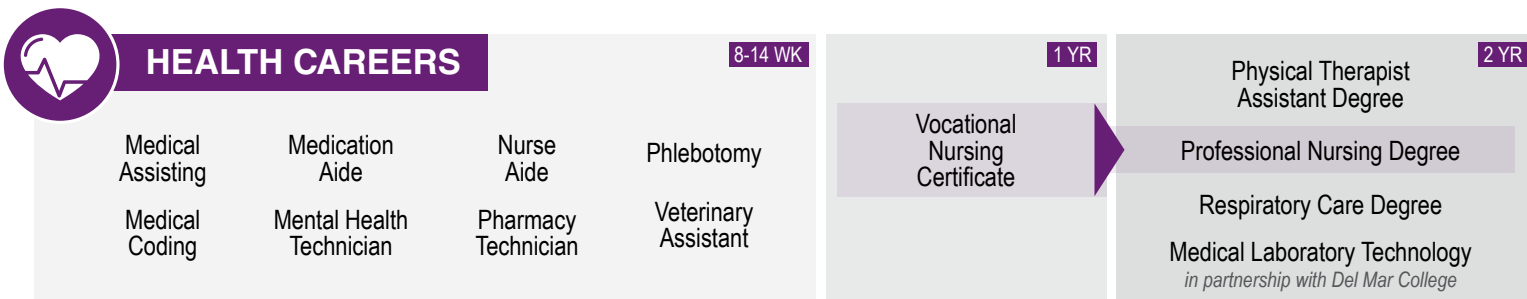 HEALTH CAREERS
8-14 WK
Medical
Assisting
Medication
Aide
Nurse
Aide
Phlebotomy
Medical
Coding
Mental Health
Technician
Pharmacy
Technician
Veterinary
Assistant
1 YR
Vocational
Nursing
Certificate
2 YR
Physical Therapist
Assistant Degree
Professional Nursing Degree
Respiratory Care Degree
Medical Laboratory Technology
in partnership with Del Mar College